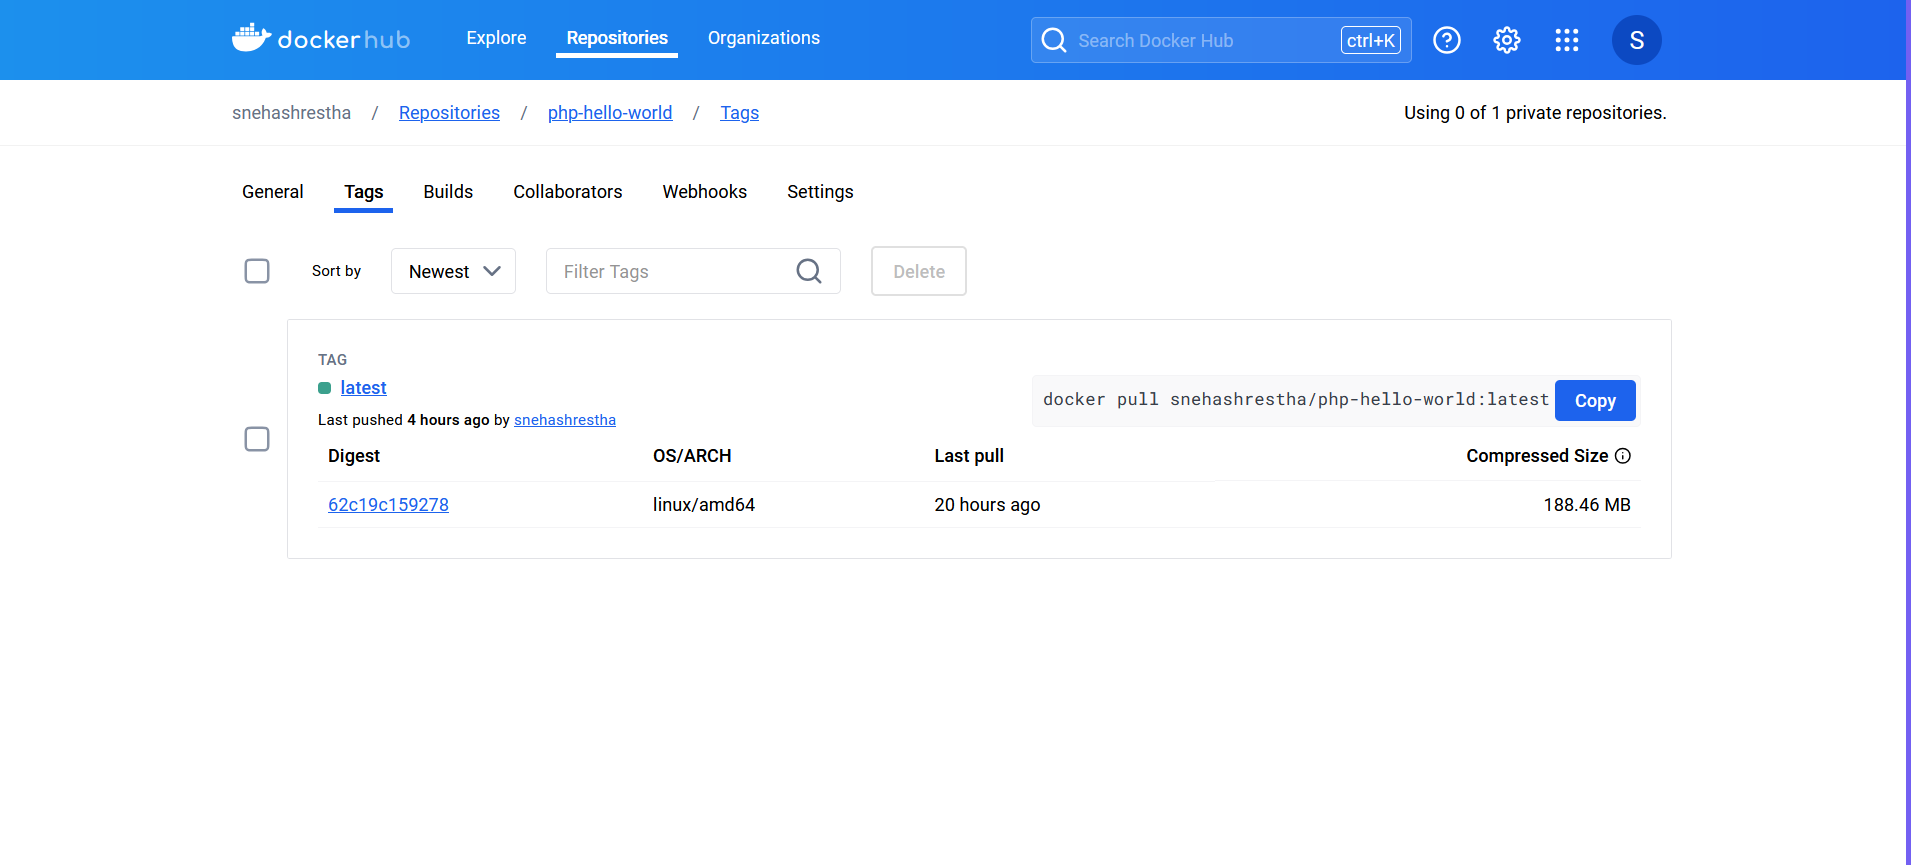 dockerhub Explore Repositories Organizations Search Docker Hub ctrl+K ? S
snehashrestha / Repositories / php-hello-world / Tags Using 0 of 1 private repositories.
General Tags Builds Collaborators Webhooks Settings
Sort by Newest Filter Tags Delete
TAG
latest
docker pull snehashrestha/php-hello-world:latest Copy
Last pushed 4 hours ago by snehashrestha
Digest OS/ARCH Last pull Compressed Size
62c19c159278 linux/amd64 20 hours ago 188.46 MB